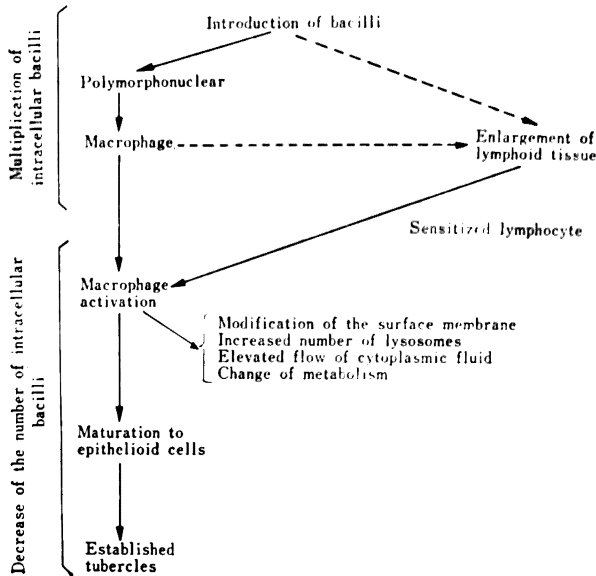 Introduction of bacilli
Multiplication of
intracellular bacilli
Polymorphonuclear
Macrophage
Enlargement of
lymphoid tissue
Sensitized lymphocyte
Decrease of the number of intracellular
bacilli
Macrophage
activation
Modification of the surface membrane
Increased number of lysosomes
Elevated flow of cytoplasmic fluid
Change of metabolism
Maturation to
epithelioid cells
Established
tubercles